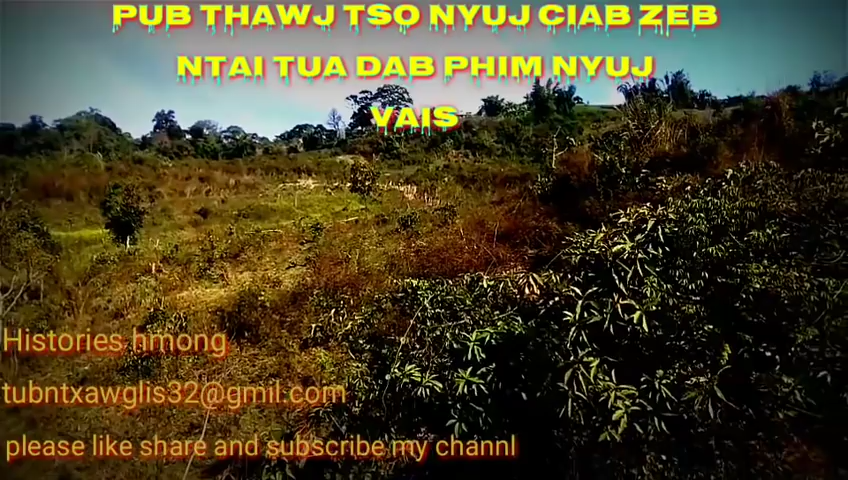 PUB THAWJ TSO NYUJ CIAB ZEB
NTAI TUA DAB PHIM NYUJ
VAIS
Histories hmong
tubntxawglis32@gmil.com
please like share and subscribe my channl